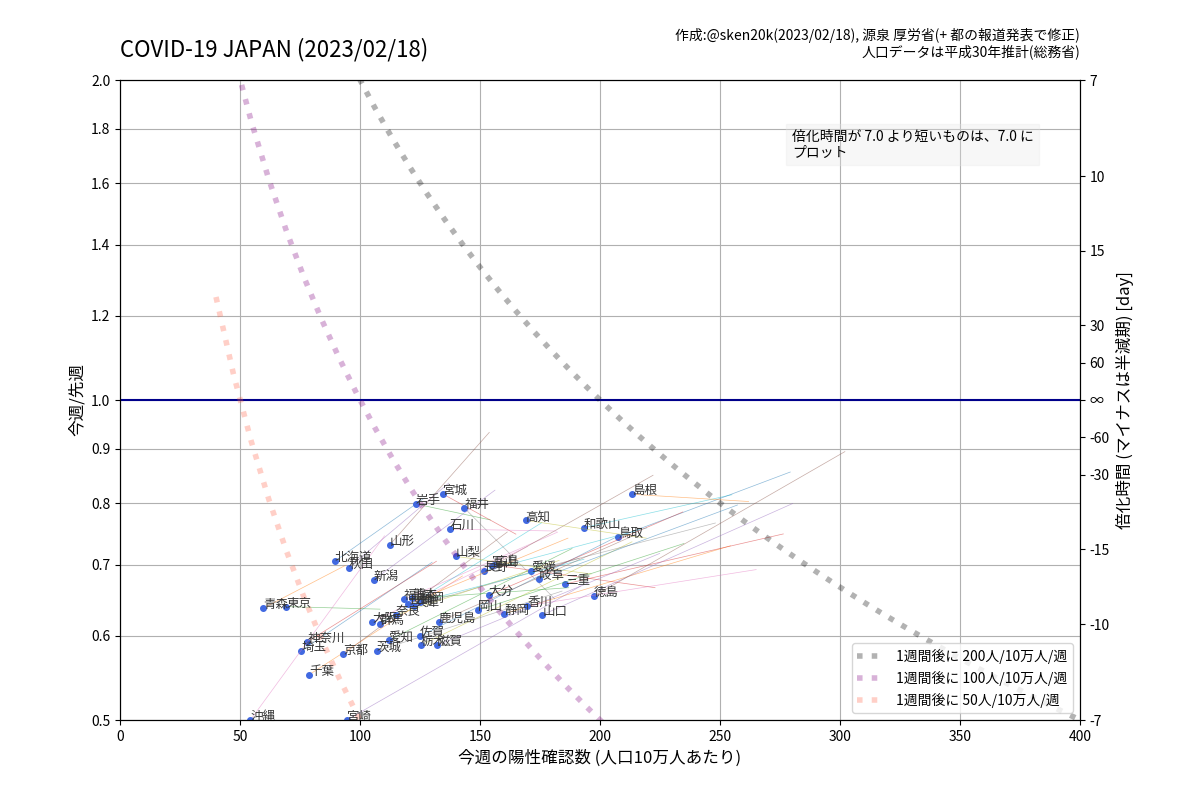 COVID-19 JAPAN (2023/02/18)
作成:@sken20k(2023/02/18), 源泉 厚労省(+ 都の報道発表で修正)
人口データは平成30年推計(総務省)
倍化時間が 7.0 より短いものは、7.0 に
プロット
今週/先週
2.0
1.8
1.6
1.4
1.2
1.0
0.9
0.8
0.7
0.6
0.5
7
10
15
30
60
∞
-60
-30
-15
-10
-7
倍化時間 (マイナスは半減期) [day]
宮城
島根
岩手
福井
高知
石川
和歌山
鳥取
山形
山梨
北海道
秋田
長野
愛媛
新潟
岐阜
三重
大分
徳島
青森
東京
岡山
香川
静岡
山口
奈良
鹿児島
群馬
佐賀
神奈川
愛知
栃木
滋賀
埼玉
京都
茨城
千葉
沖縄
宮崎
1週間後に 200人/10万人/週
1週間後に 100人/10万人/週
1週間後に 50人/10万人/週
0
50
100
150
200
250
300
350
400
今週の陽性確認数 (人口10万人あたり)